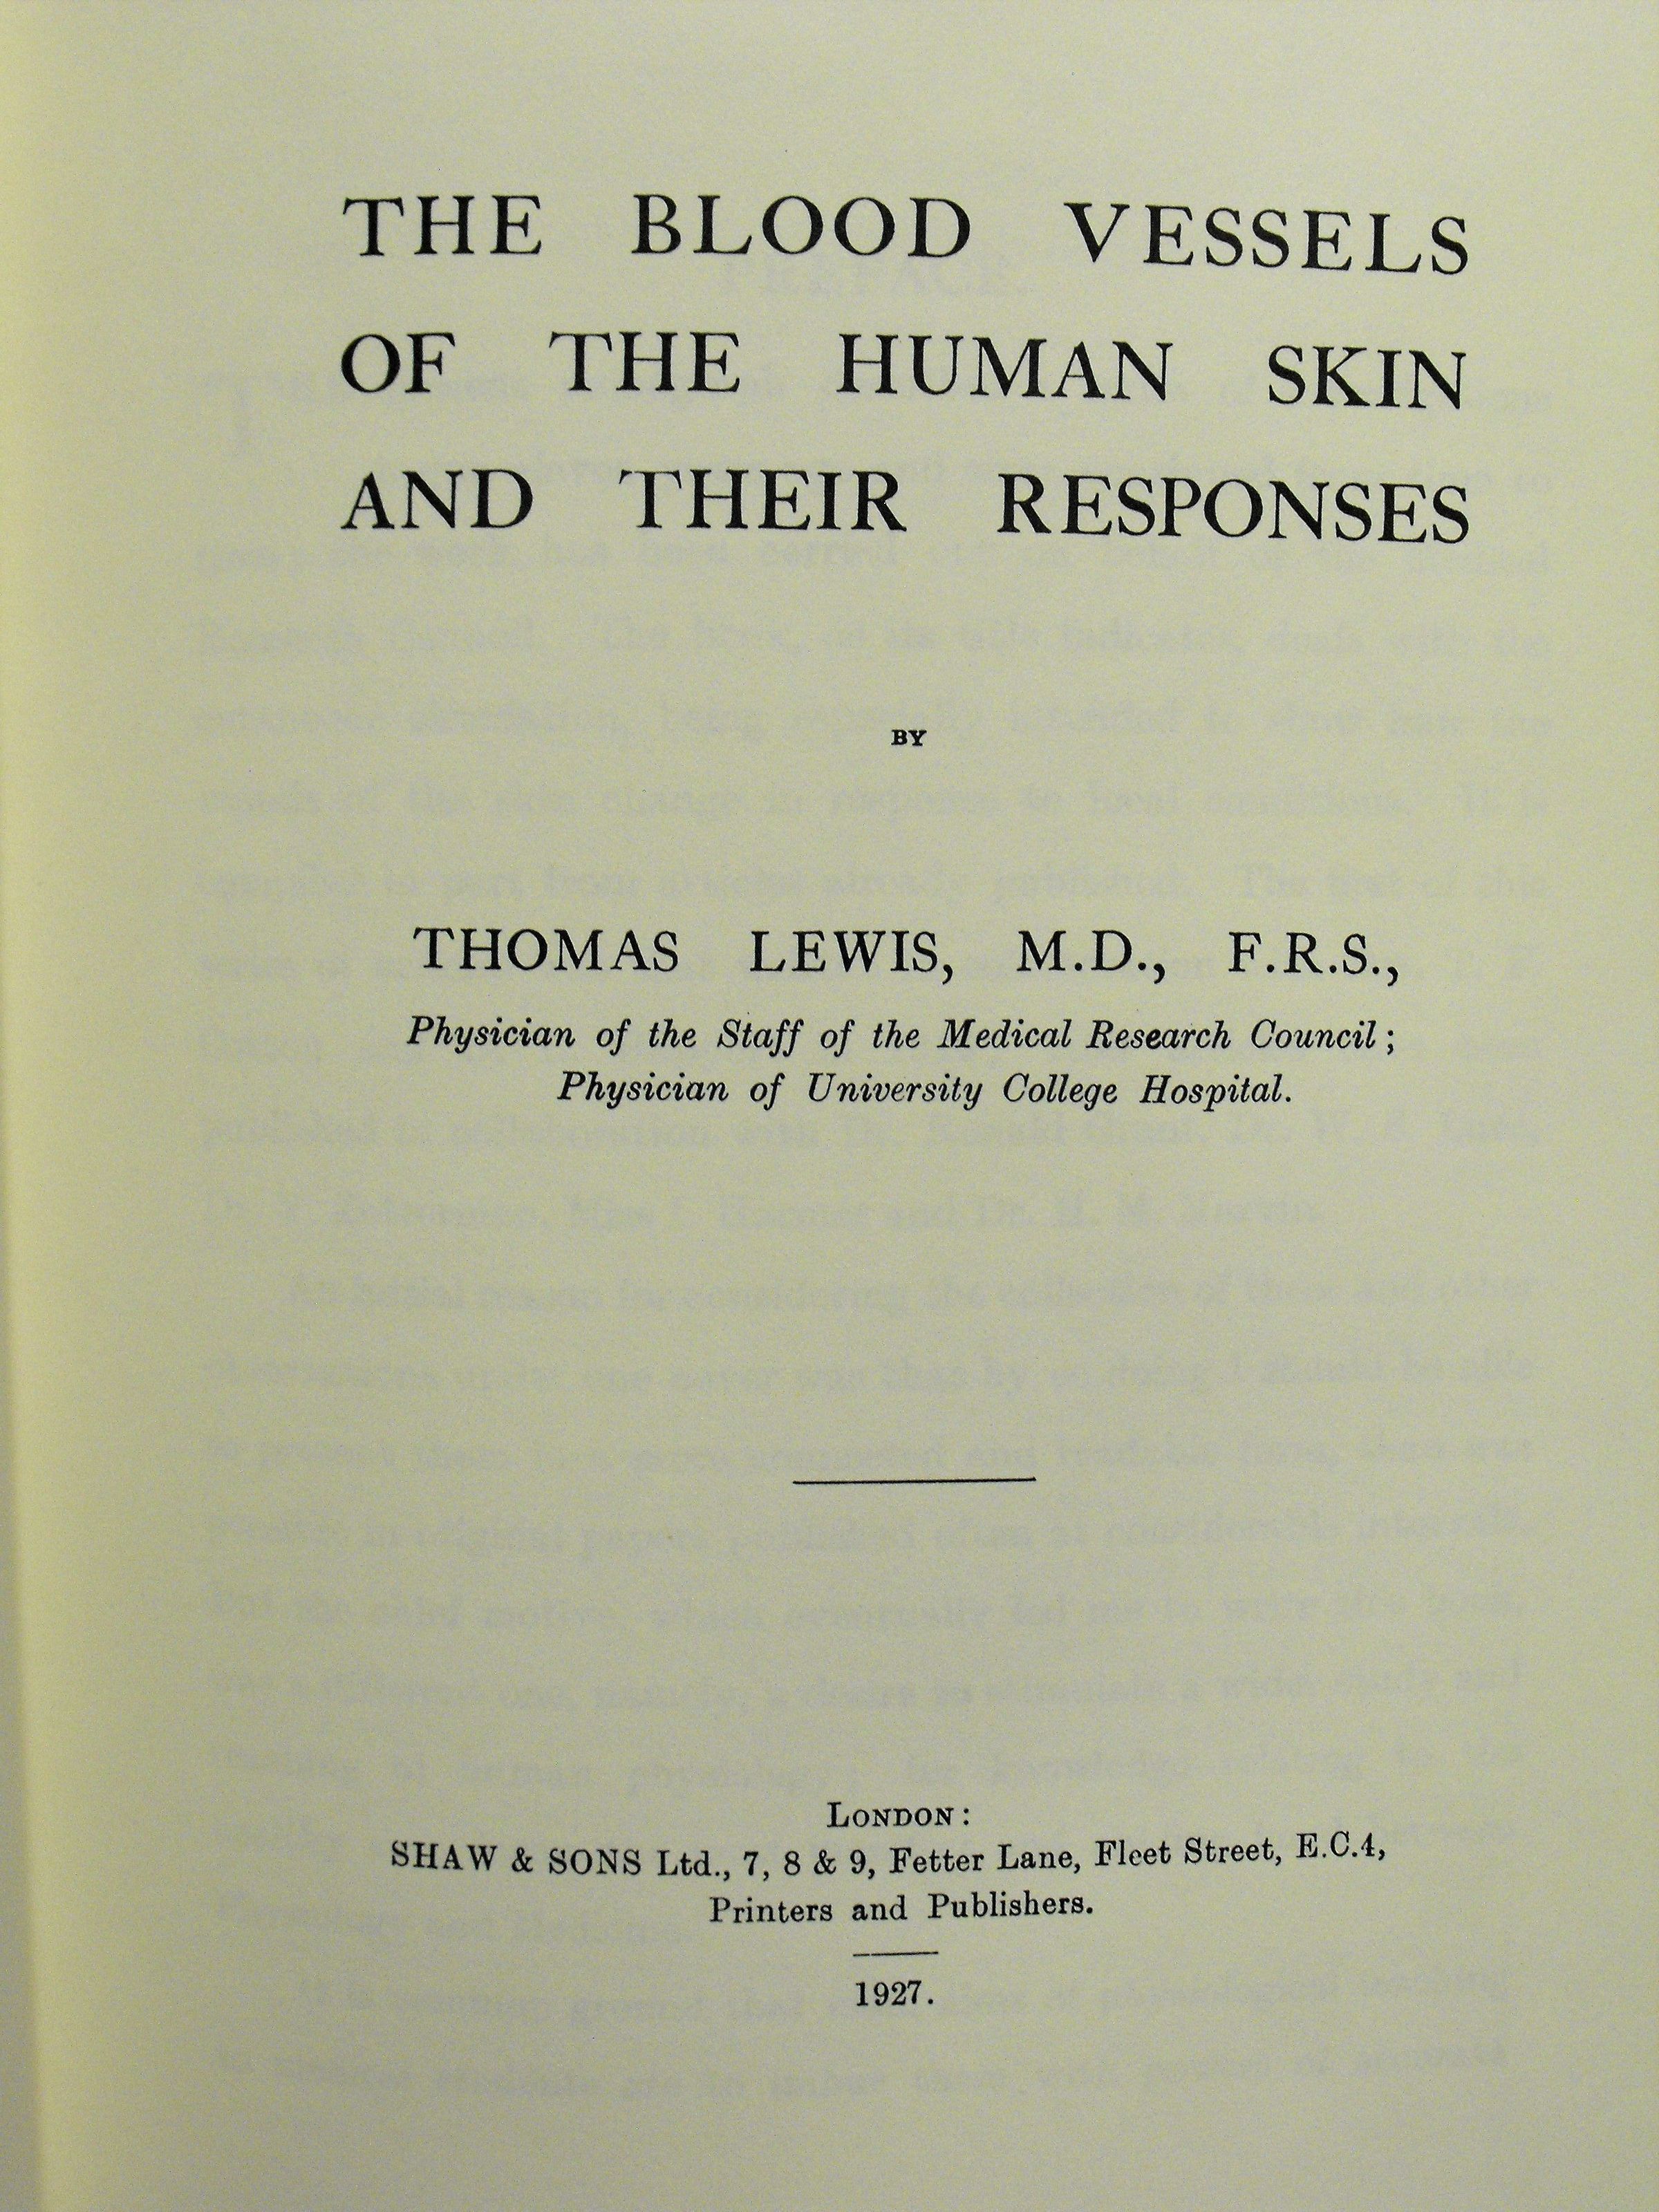 THE BLOOD VESSELS
OF THE HUMAN SKIN
AND THEIR RESPONSES
BY
THOMAS LEWIS, M.D., F.R.S.,
Physician of the Staff of the Medical Research Council;
Physician of University College Hospital.
LONDON:
SHAW & SONS Ltd., 7, 8 & 9, Fetter Lane, Fleet Street, E.C.4,
Printers and Publishers.
1927.